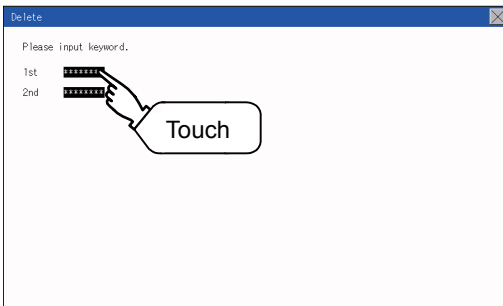 Delete
Please input keyword.
1st ********
2nd ********
Touch